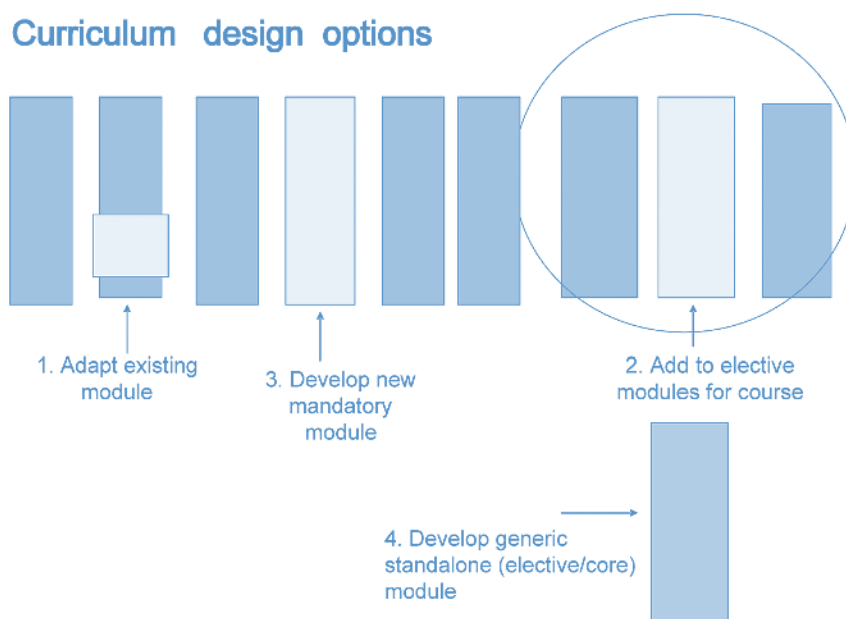 Curriculum design options
1. Adapt existing
module
3. Develop new
mandatory
module
2. Add to elective
modules for course
4. Develop generic
standalone (elective/core)
module